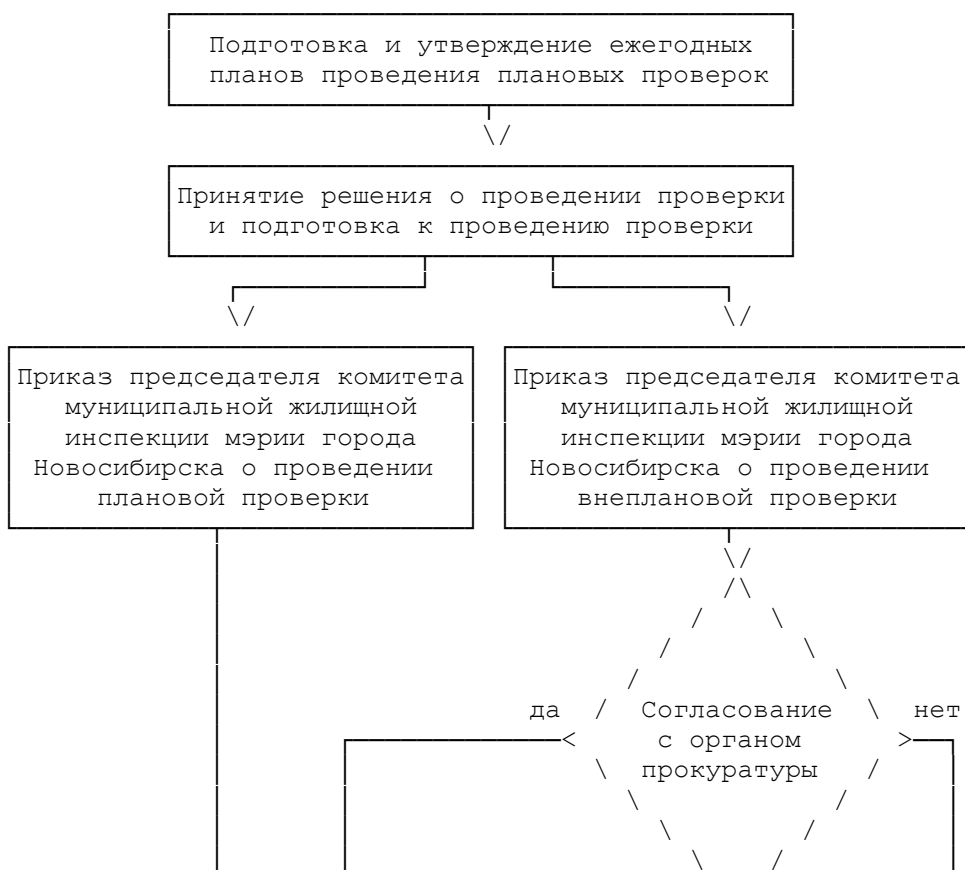 Подготовка и утверждение ежегодных
планов проведения плановых проверок
Принятие решения о проведении проверки
и подготовка к проведению проверки
Приказ председателя комитета
муниципальной жилищной
инспекции мэрии города
Новосибирска о проведении
плановой проверки
Приказ председателя комитета
муниципальной жилищной
инспекции мэрии города
Новосибирска о проведении
внеплановой проверки
да
Согласование
с органом
прокуратуры
нет